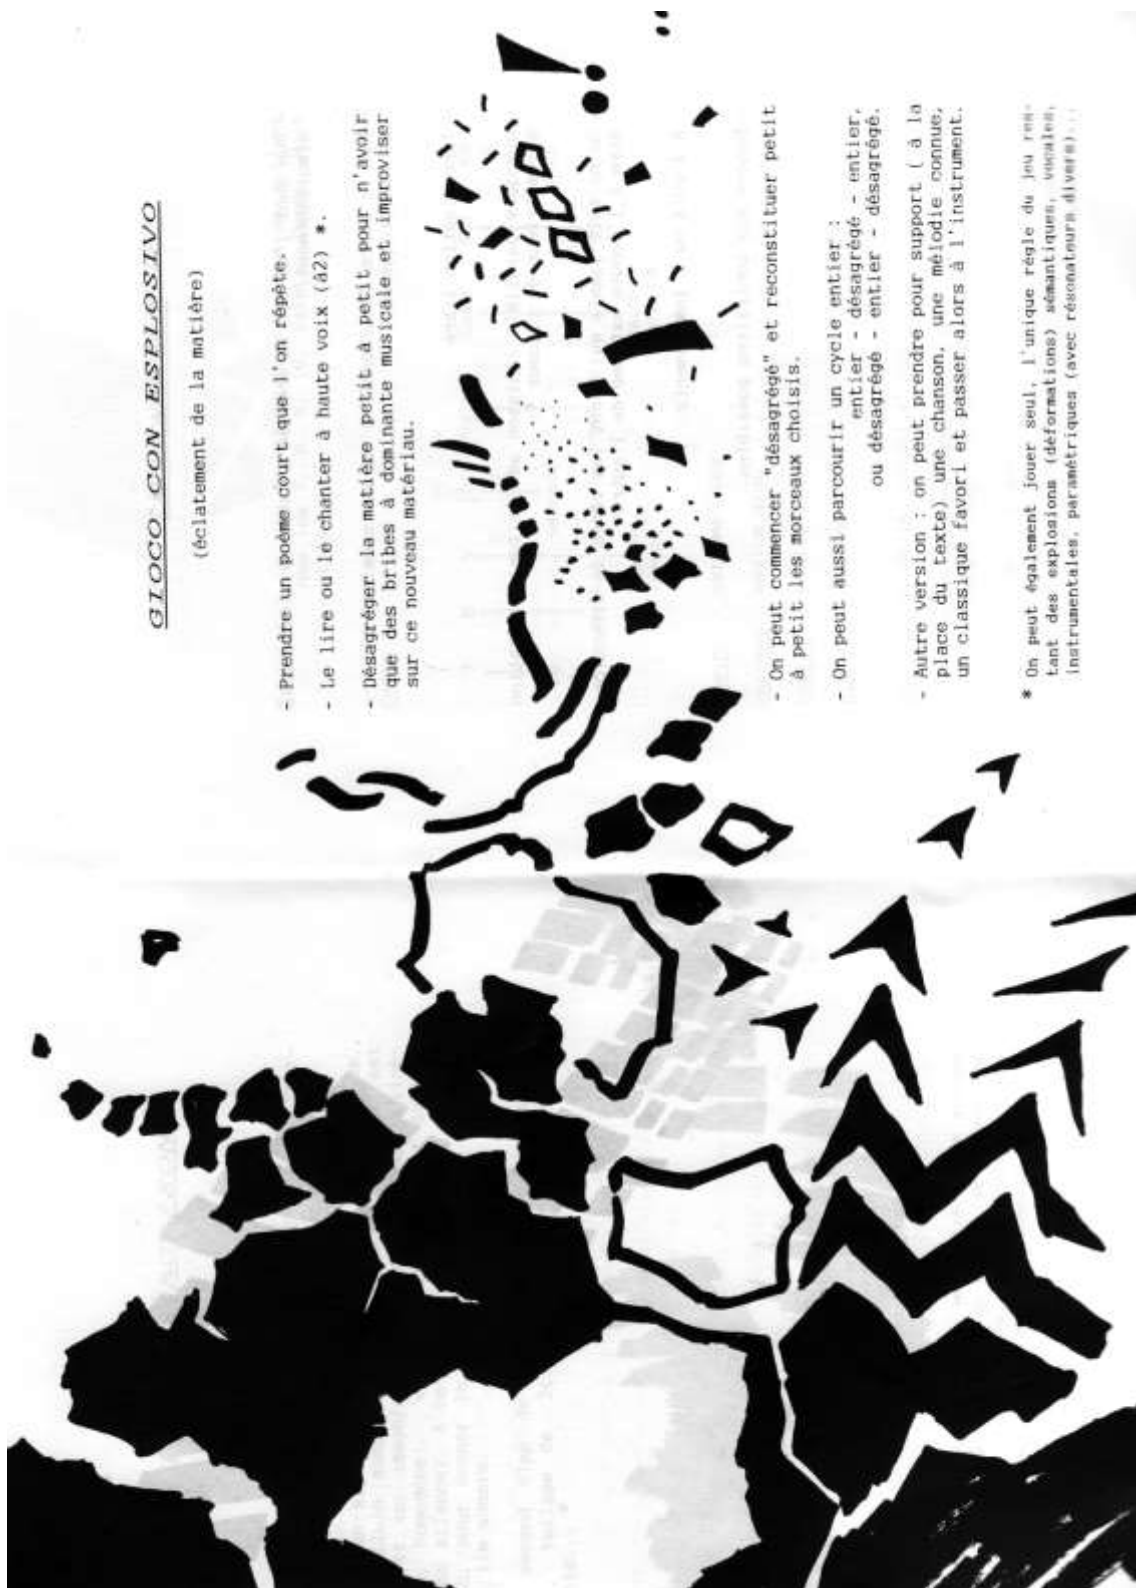 GIOCO CON ESPLOSIVO
(éclatement de la matière)
- Prendre un poème court que l'on répète.
- Le lire ou le chanter à haute voix (à2) *.
- Désagréger la matière petit à petit pour n'avoir
que des bribes à dominante musicale et improviser
sur ce nouveau matériau.
- On peut commencer "désagrégé" et reconstituer petit
à petit les morceaux choisis.
- On peut aussi parcourir un cycle entier :
entier - désagrégé - entier,
ou désagrégé - entier - désagrégé.
- Autre version : on peut prendre pour support ( à la
place du texte) une chanson, une mélodie connue,
un classique favori et passer alors à l'instrument.
* On peut également jouer seul, l'unique règle du jeu res-
tant des explosions (déformations) sémantiques, vocales,
instrumentales, paramétriques (avec résonateurs divers)...